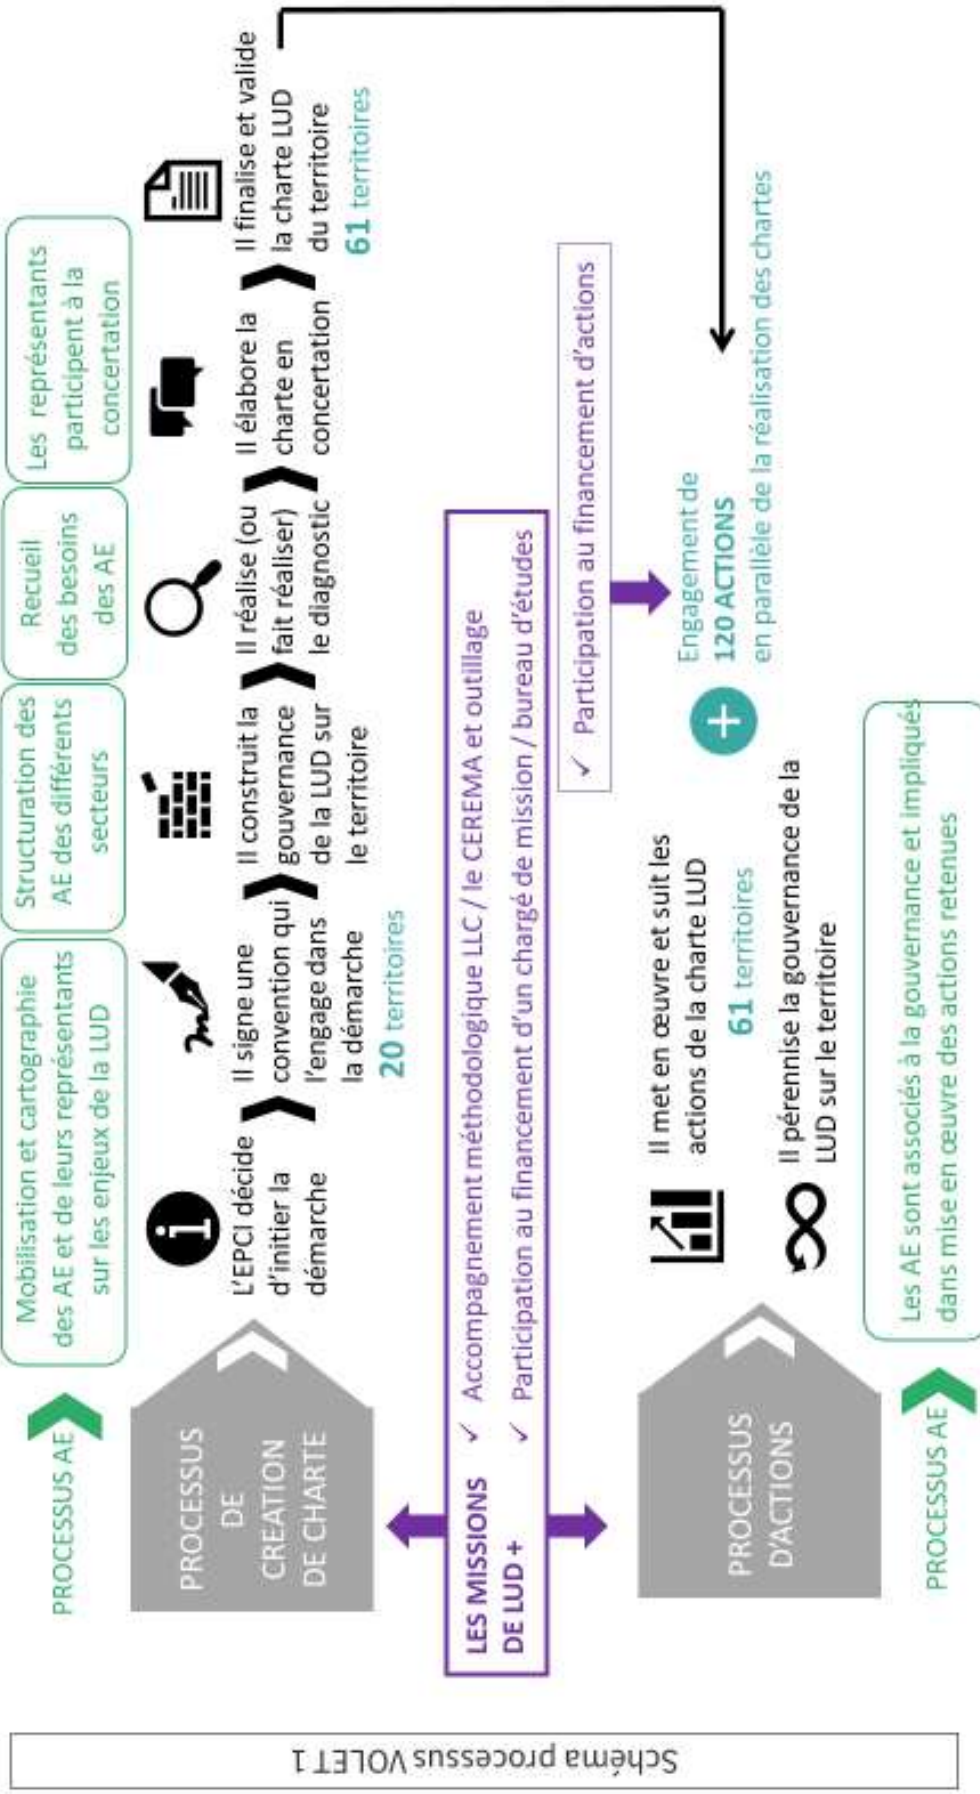 Schéma processus VOLET 1
PROCESSUS AE
Mobilisation et cartographie
des AE et de leurs représentants
sur les enjeux de la LUD
Structuration des
AE des différents
secteurs
Recueil
des besoins
des AE
Les représentants
participent à la
concertation
PROCESSUS
DE
CREATION
DE CHARTE
L'EPCI décide
d'initier la
démarche
Il signe une
convention qui
l'engage dans
la démarche
20 territoires
Il construit la
gouvernance
de la LUD sur
le territoire
Il réalise (ou
fait réaliser)
le diagnostic
Il élabore la
charte en
concertation
Il finalise et valide
la charte LUD
du territoire
61 territoires
LES MISSIONS
DE LUD +
✓ Accompagnement méthodologique LLC / le CEREMA et outillage
✓ Participation au financement d'un chargé de mission / bureau d'études
✓ Participation au financement d'actions
PROCESSUS
D'ACTIONS
Il met en œuvre et suit les
actions de la charte LUD
61 territoires
Il pérennise la gouvernance de la
LUD sur le territoire
+
Engagement de
120 ACTIONS
en parallèle de la réalisation des chartes
PROCESSUS AE
Les AE sont associés à la gouvernance et impliqués
dans mise en œuvre des actions retenues